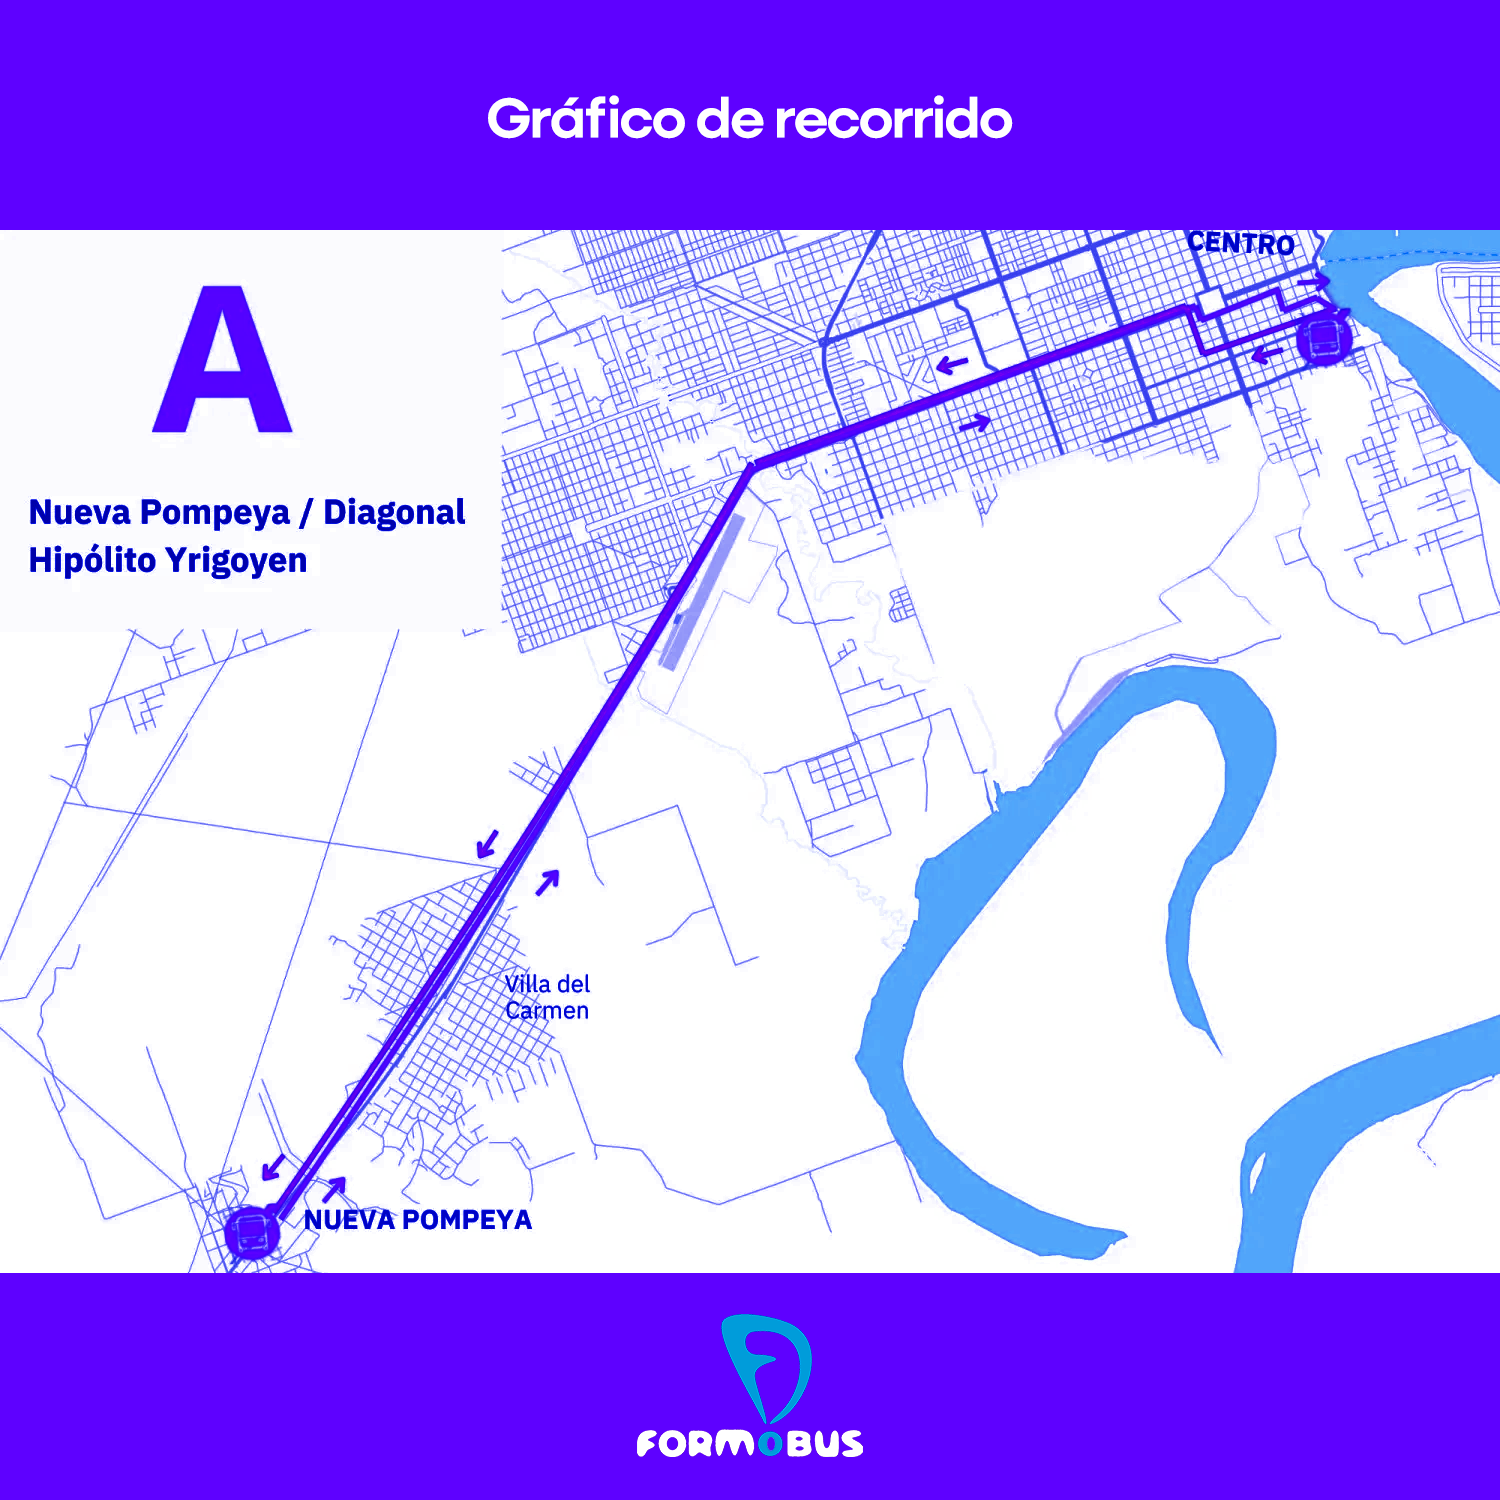 Gráfico de recorrido
CENTRO
A
Nueva Pompeya / Diagonal
Hipólito Yrigoyen
Villa del
Carmen
NUEVA POMPEYA
FORMOBUS